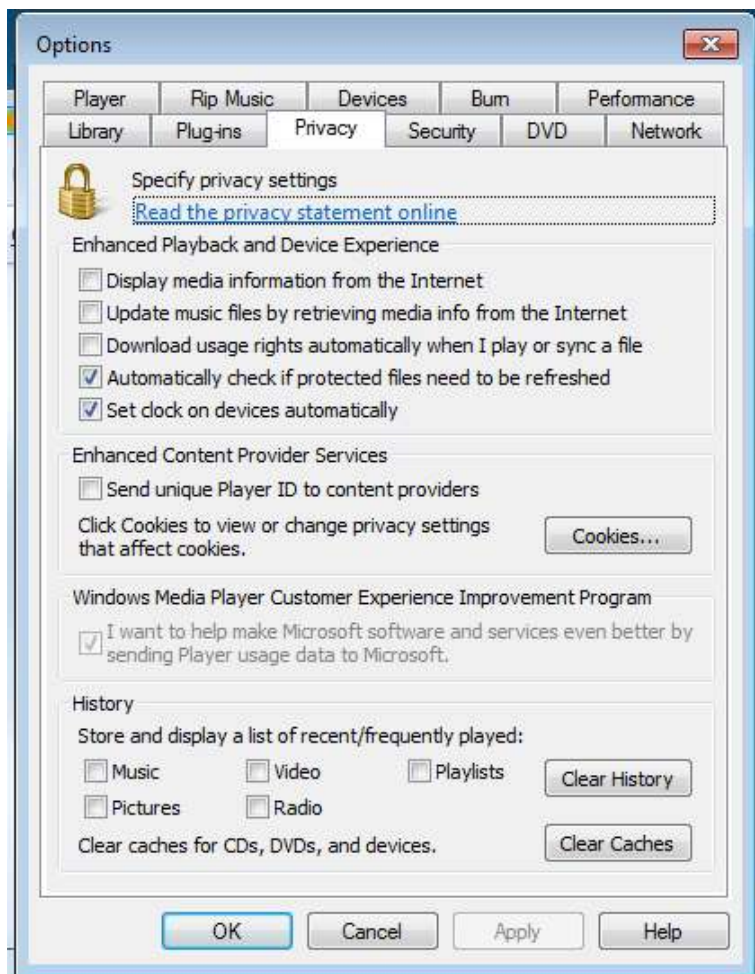 Options
Player Rip Music Devices Burn Performance
Library Plug-ins Privacy Security DVD Network
Specify privacy settings
Read the privacy statement online
Enhanced Playback and Device Experience
Display media information from the Internet
Update music files by retrieving media info from the Internet
Download usage rights automatically when I play or sync a file
Automatically check if protected files need to be refreshed
Set clock on devices automatically
Enhanced Content Provider Services
Send unique Player ID to content providers
Click Cookies to view or change privacy settings
that affect cookies.
Cookies...
Windows Media Player Customer Experience Improvement Program
I want to help make Microsoft software and services even better by
sending Player usage data to Microsoft.
History
Store and display a list of recent/frequently played:
Music Video Playlists
Clear History
Pictures Radio
Clear caches for CDs, DVDs, and devices.
Clear Caches
OK Cancel Apply Help